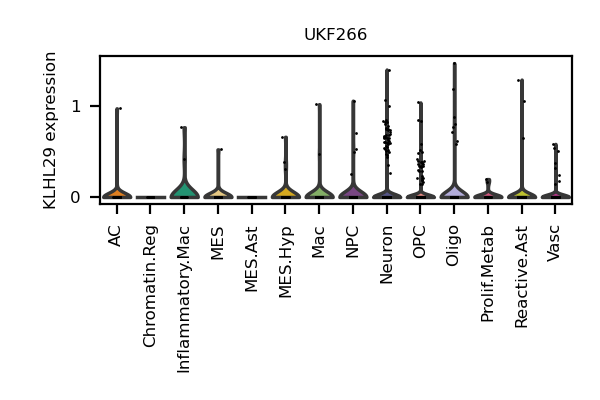 UKF266
KLHL29 expression
1
0
AC
Chromatin.Reg
Inflammatory.Mac
MES
MES.Ast
MES.Hyp
Mac
NPC
Neuron
OPC
Oligo
Prolif.Metab
Reactive.Ast
Vasc